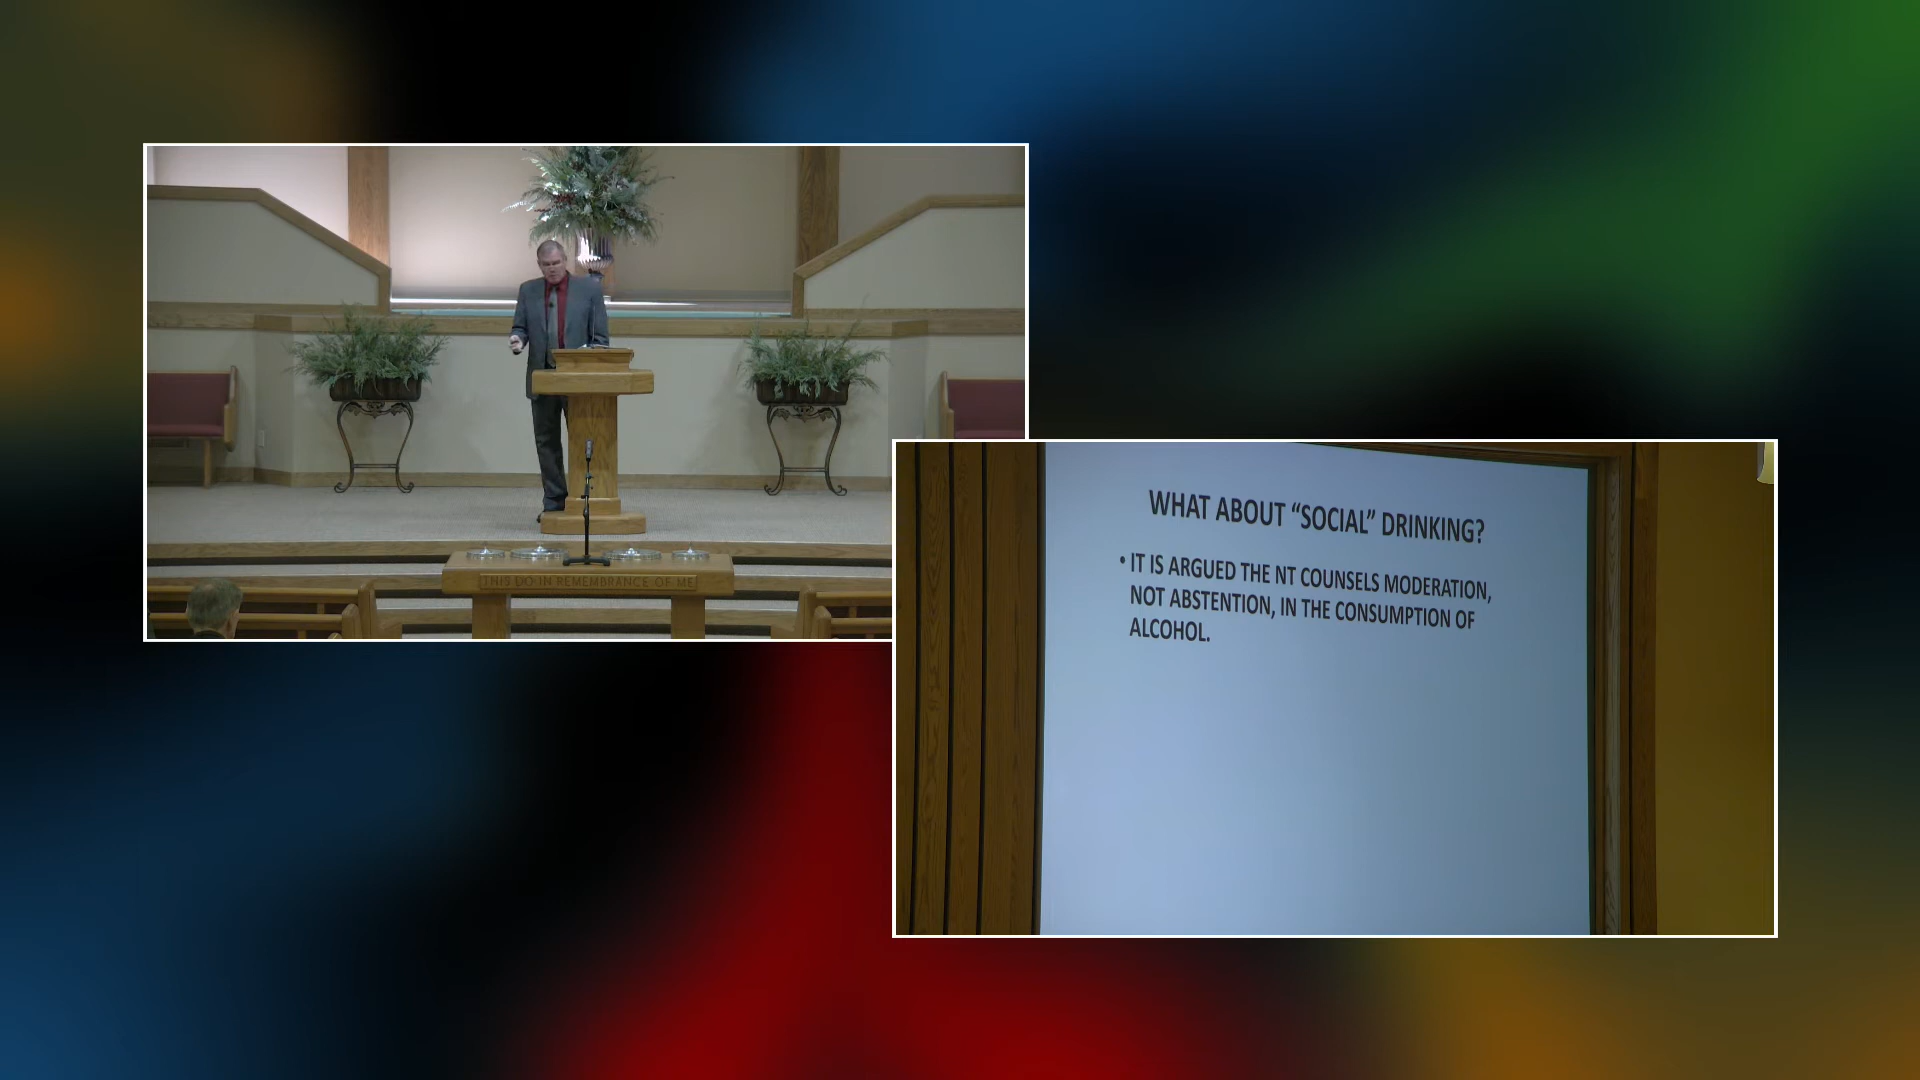 THIS DO IN REMEMBRANCE OF ME
WHAT ABOUT “SOCIAL” DRINKING?
• IT IS ARGUED THE NT COUNSELS MODERATION,
NOT ABSTENTION, IN THE CONSUMPTION OF
ALCOHOL.